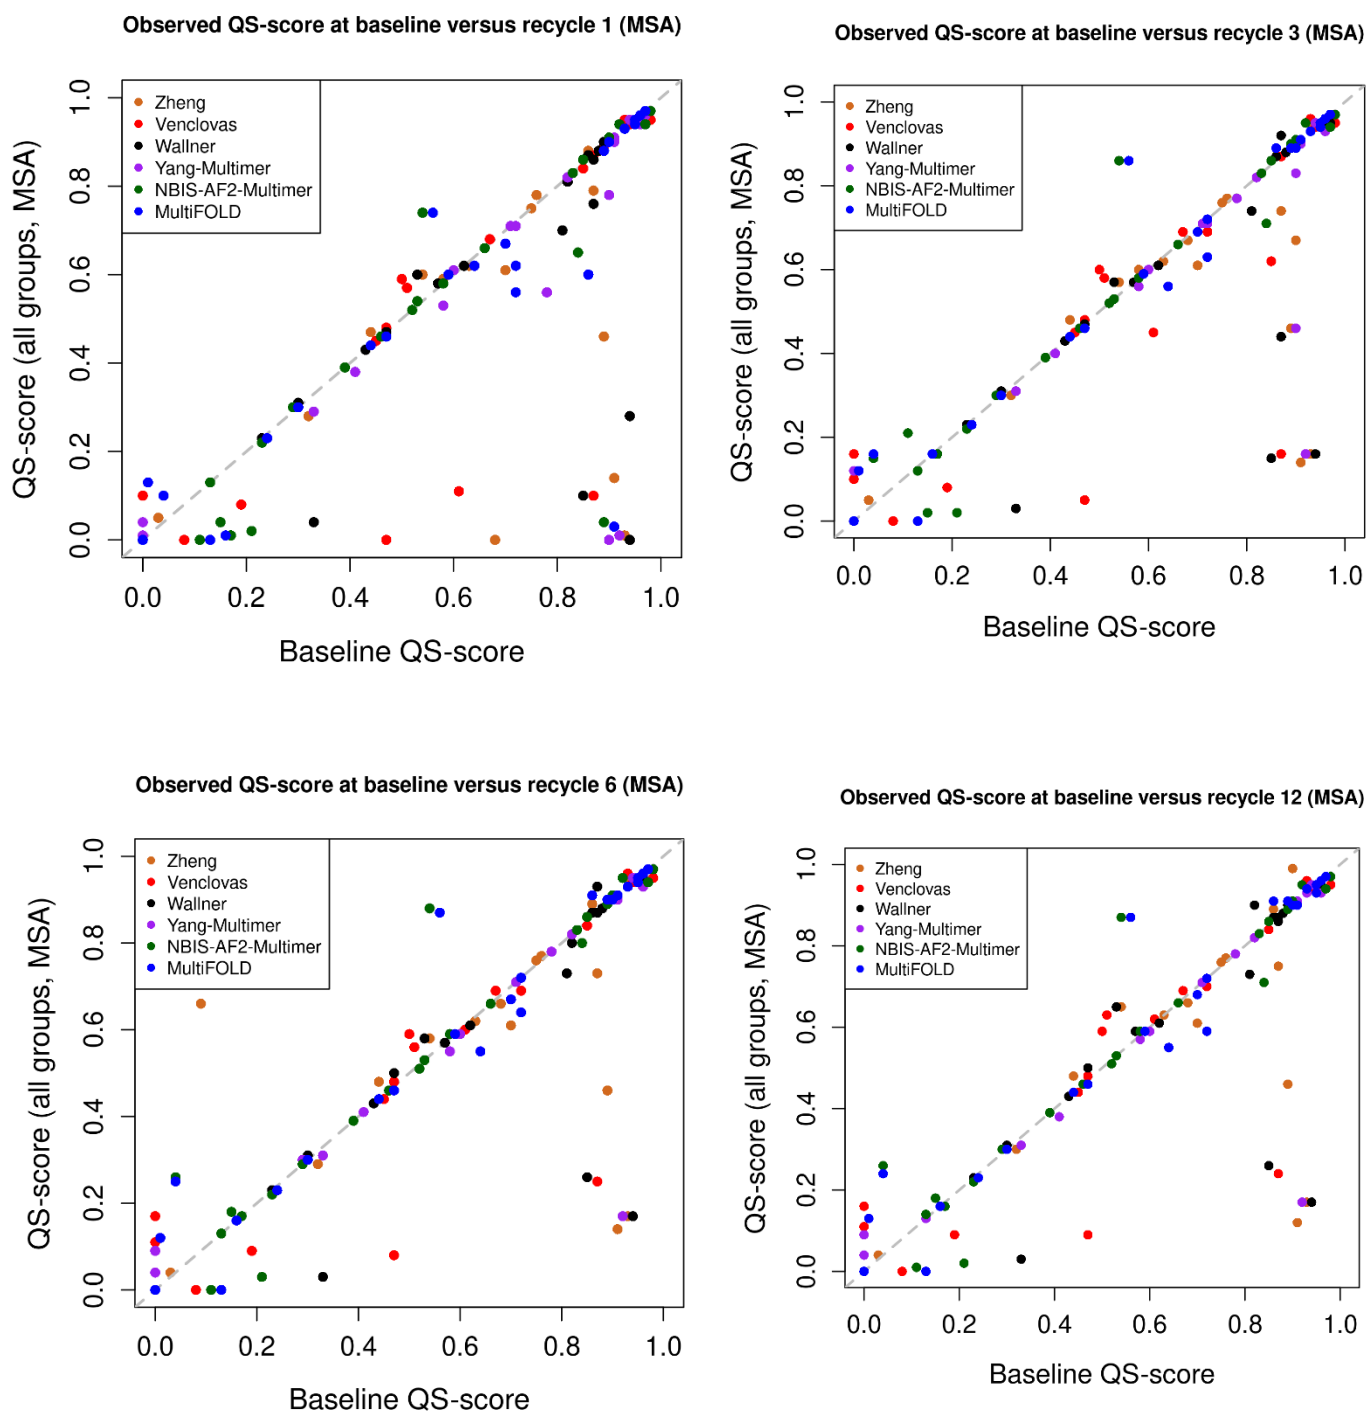 Observed QS-score at baseline versus recycle 1 (MSA)
QS-score (all groups, MSA)
1.0
0.8
0.6
0.4
0.2
0.0
Zheng
Venclovas
Wallner
Yang-Multimer
NBIS-AF2-Multimer
MultiFOLD
0.0 0.2 0.4 0.6 0.8 1.0
Baseline QS-score
Observed QS-score at baseline versus recycle 3 (MSA)
QS-score (all groups, MSA)
1.0
0.8
0.6
0.4
0.2
0.0
Zheng
Venclovas
Wallner
Yang-Multimer
NBIS-AF2-Multimer
MultiFOLD
0.0 0.2 0.4 0.6 0.8 1.0
Baseline QS-score
Observed QS-score at baseline versus recycle 6 (MSA)
QS-score (all groups, MSA)
1.0
0.8
0.6
0.4
0.2
0.0
Zheng
Venclovas
Wallner
Yang-Multimer
NBIS-AF2-Multimer
MultiFOLD
0.0 0.2 0.4 0.6 0.8 1.0
Baseline QS-score
Observed QS-score at baseline versus recycle 12 (MSA)
QS-score (all groups, MSA)
1.0
0.8
0.6
0.4
0.2
0.0
Zheng
Venclovas
Wallner
Yang-Multimer
NBIS-AF2-Multimer
MultiFOLD
0.0 0.2 0.4 0.6 0.8 1.0
Baseline QS-score